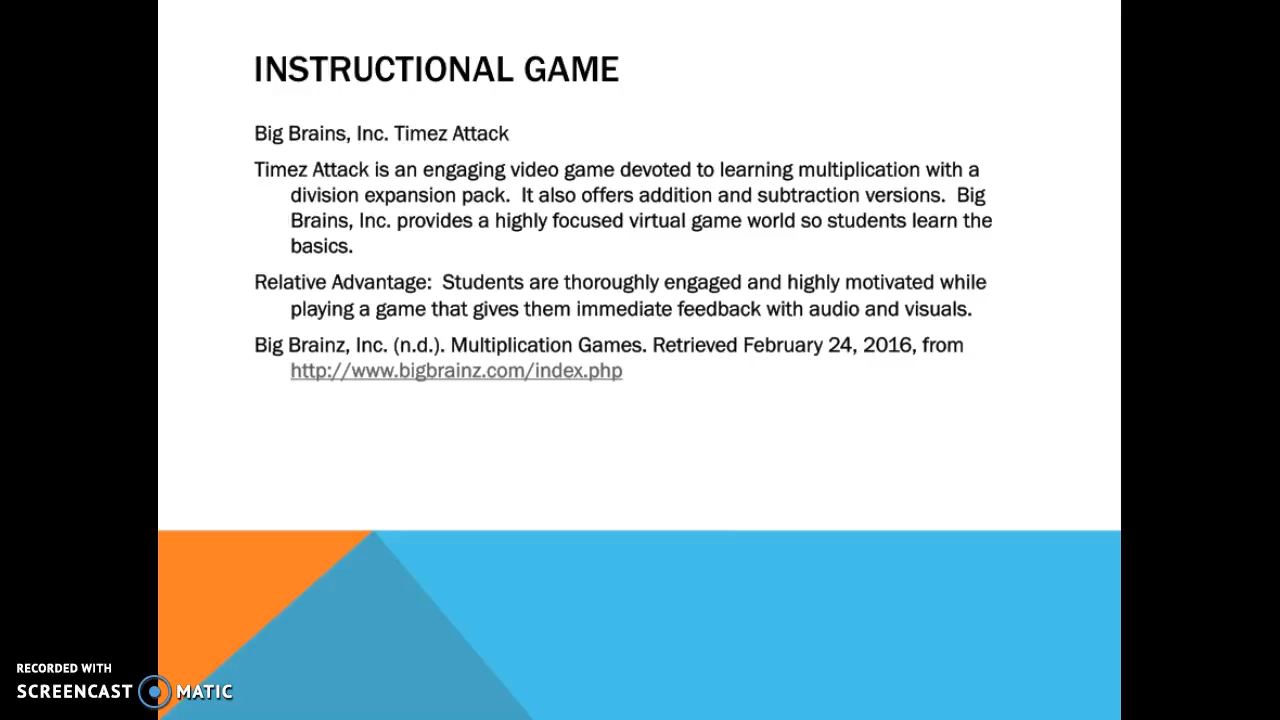 INSTRUCTIONAL GAME
Big Brains, Inc. Timez Attack
Timez Attack is an engaging video game devoted to learning multiplication with a
division expansion pack.  It also offers addition and subtraction versions.  Big
Brains, Inc. provides a highly focused virtual game world so students learn the
basics.
Relative Advantage:  Students are thoroughly engaged and highly motivated while
playing a game that gives them immediate feedback with audio and visuals.
Big Brainz, Inc. (n.d.). Multiplication Games. Retrieved February 24, 2016, from
http://www.bigbrainz.com/index.php
RECORDED WITH
SCREENCAST MATIC